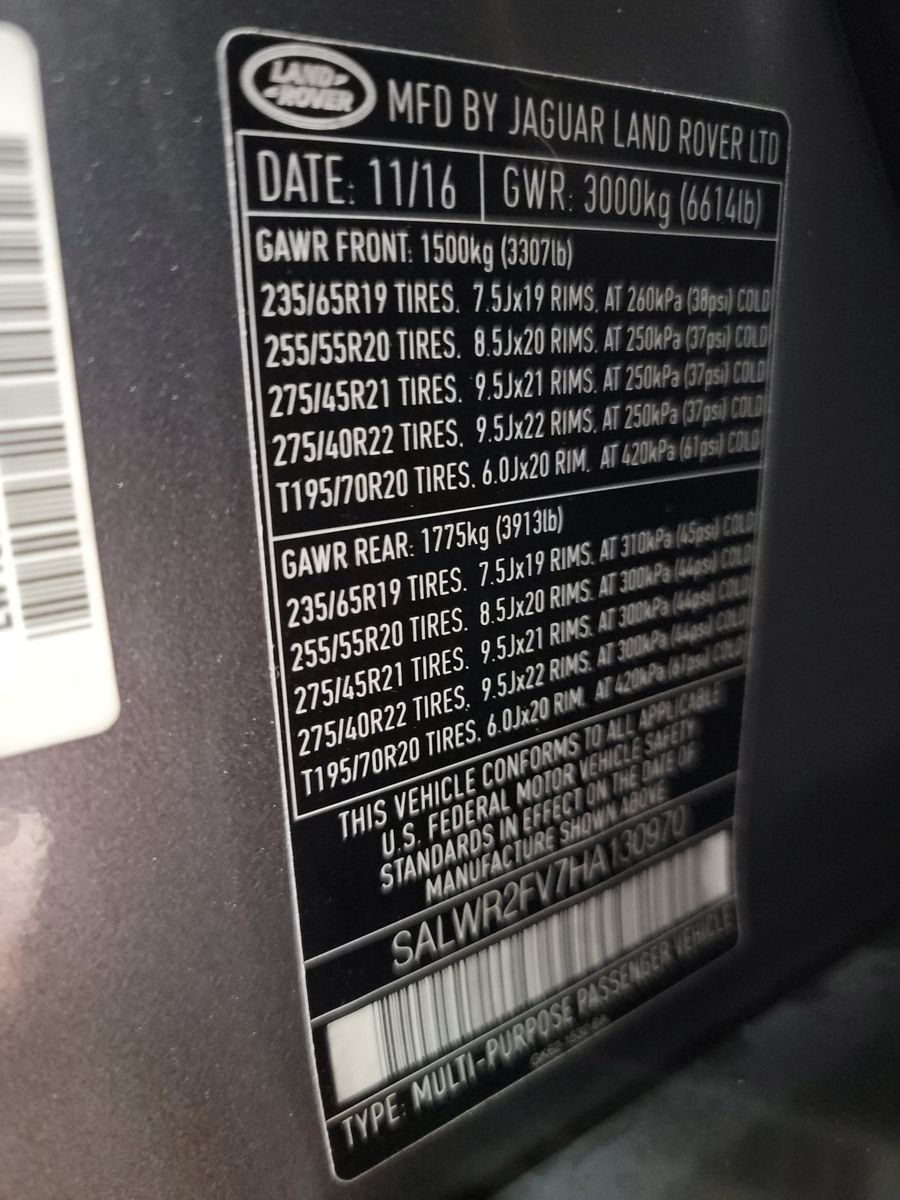 LAND ROVER
MFD BY JAGUAR LAND ROVER LTD
DATE: 11/16 GWR: 3000kg (6614lb)
GAWR FRONT: 1500kg (3307lb)
235/65R19 TIRES. 7.5Jx19 RIMS. AT 260kPa (38psi) COLD
255/55R20 TIRES. 8.5Jx20 RIMS. AT 250kPa (37psi) COLD
275/45R21 TIRES. 9.5Jx21 RIMS. AT 250kPa (37psi) COLD
275/40R22 TIRES. 9.5Jx22 RIMS. AT 250kPa (37psi) COLD
T195/70R20 TIRES. 6.0Jx20 RIM. AT 420kPa (61psi) COLD
GAWR REAR: 1775kg (3913lb)
235/65R19 TIRES. 7.5Jx19 RIMS. AT 310kPa (45psi) COLD
255/55R20 TIRES. 8.5Jx20 RIMS. AT 300kPa (44psi) COLD
275/45R21 TIRES. 9.5Jx21 RIMS. AT 300kPa (44psi) COLD
275/40R22 TIRES. 9.5Jx22 RIMS. AT 300kPa (44psi) COLD
T195/70R20 TIRES. 6.0Jx20 RIM. AT 420kPa (61psi) COLD
THIS VEHICLE CONFORMS TO ALL APPLICABLE
U.S. FEDERAL MOTOR VEHICLE SAFETY
STANDARDS IN EFFECT ON THE DATE OF
MANUFACTURE SHOWN ABOVE
SALWR2FV7HA130970
TYPE: MULTI-PURPOSE PASSENGER VEHICLE